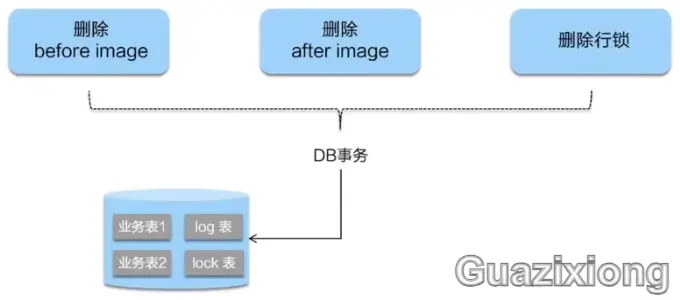 删除
before image
删除
after image
删除行锁
DB事务
业务表1
log 表
业务表2
lock 表
Guazixiong